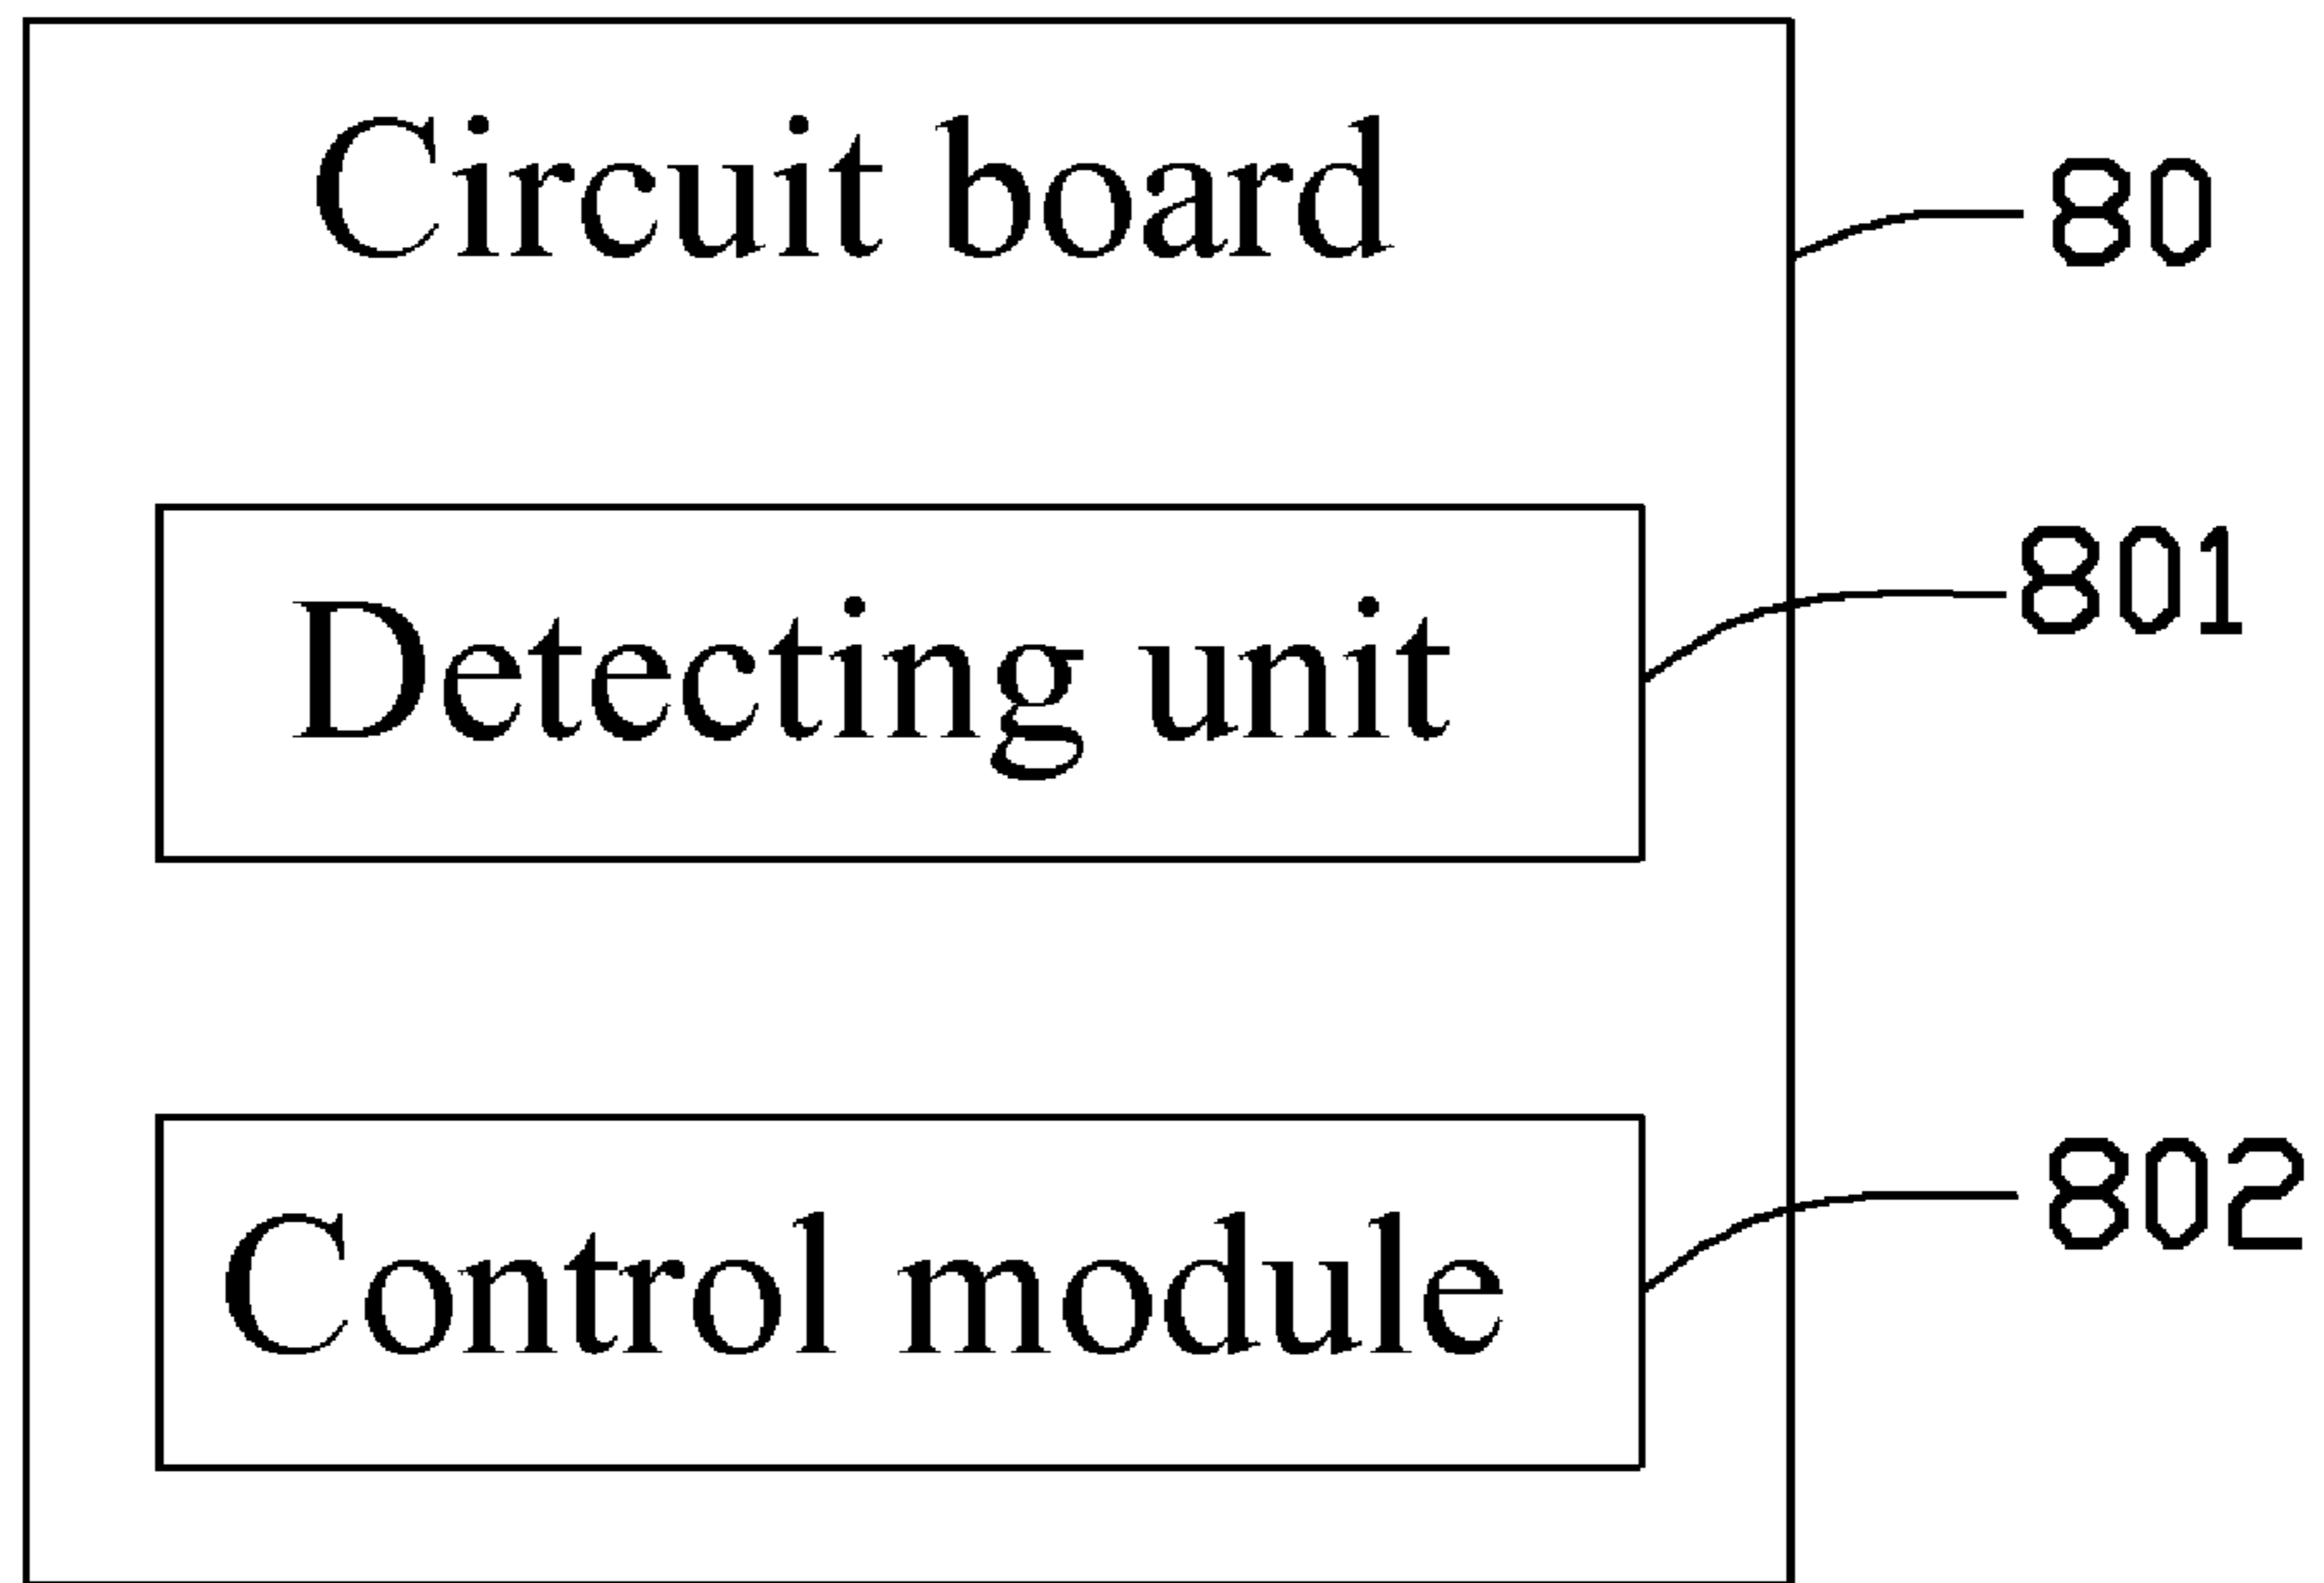 Circuit board
80
801
Detecting unit
802
Control module